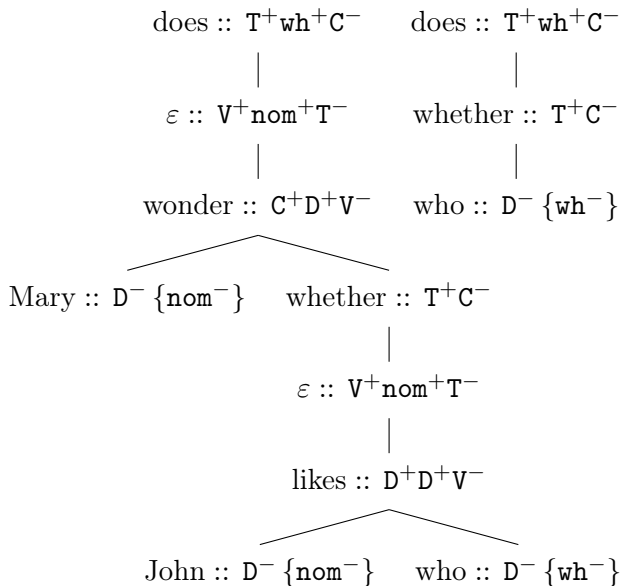 does :: T⁺wh⁺C⁻ does :: T⁺wh⁺C⁻
ε :: V⁺nom⁺T⁻ whether :: T⁺C⁻
wonder :: C⁺D⁺V⁻ who :: D⁻ {wh⁻}
Mary :: D⁻ {nom⁻} whether :: T⁺C⁻
ε :: V⁺nom⁺T⁻
likes :: D⁺D⁺V⁻
John :: D⁻ {nom⁻} who :: D⁻ {wh⁻}